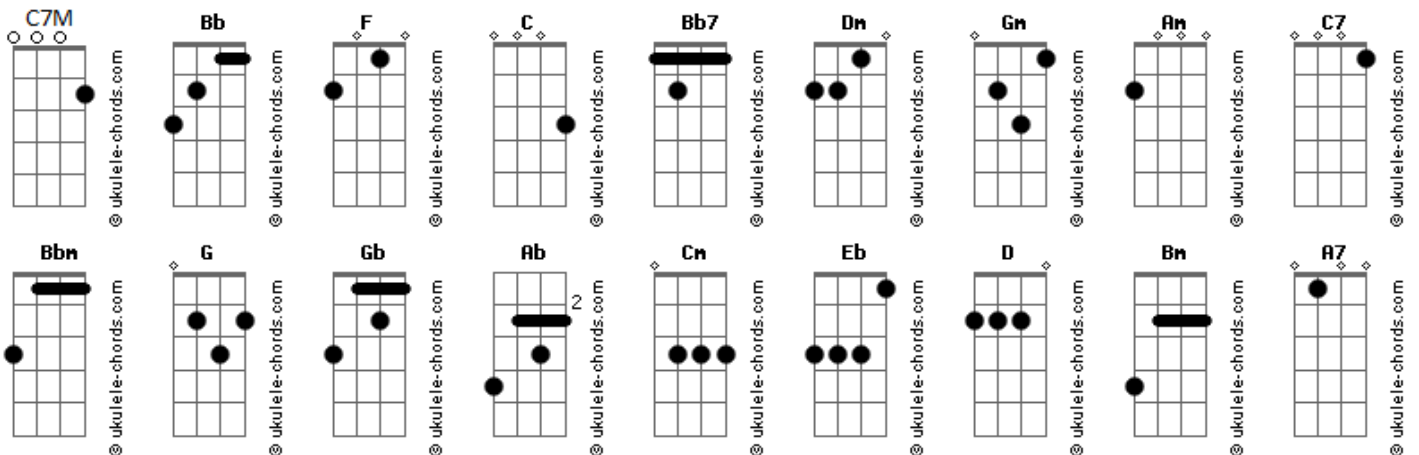 C7M Bb F C Bb7 Dm Gm Am C7
© ukulele-chords.com © ukulele-chords.com © ukulele-chords.com © ukulele-chords.com © ukulele-chords.com © ukulele-chords.com © ukulele-chords.com © ukulele-chords.com © ukulele-chords.com
Bbm G Gb Ab Cm Eb D Bm A7
2
© ukulele-chords.com © ukulele-chords.com © ukulele-chords.com © ukulele-chords.com © ukulele-chords.com © ukulele-chords.com © ukulele-chords.com © ukulele-chords.com © ukulele-chords.com